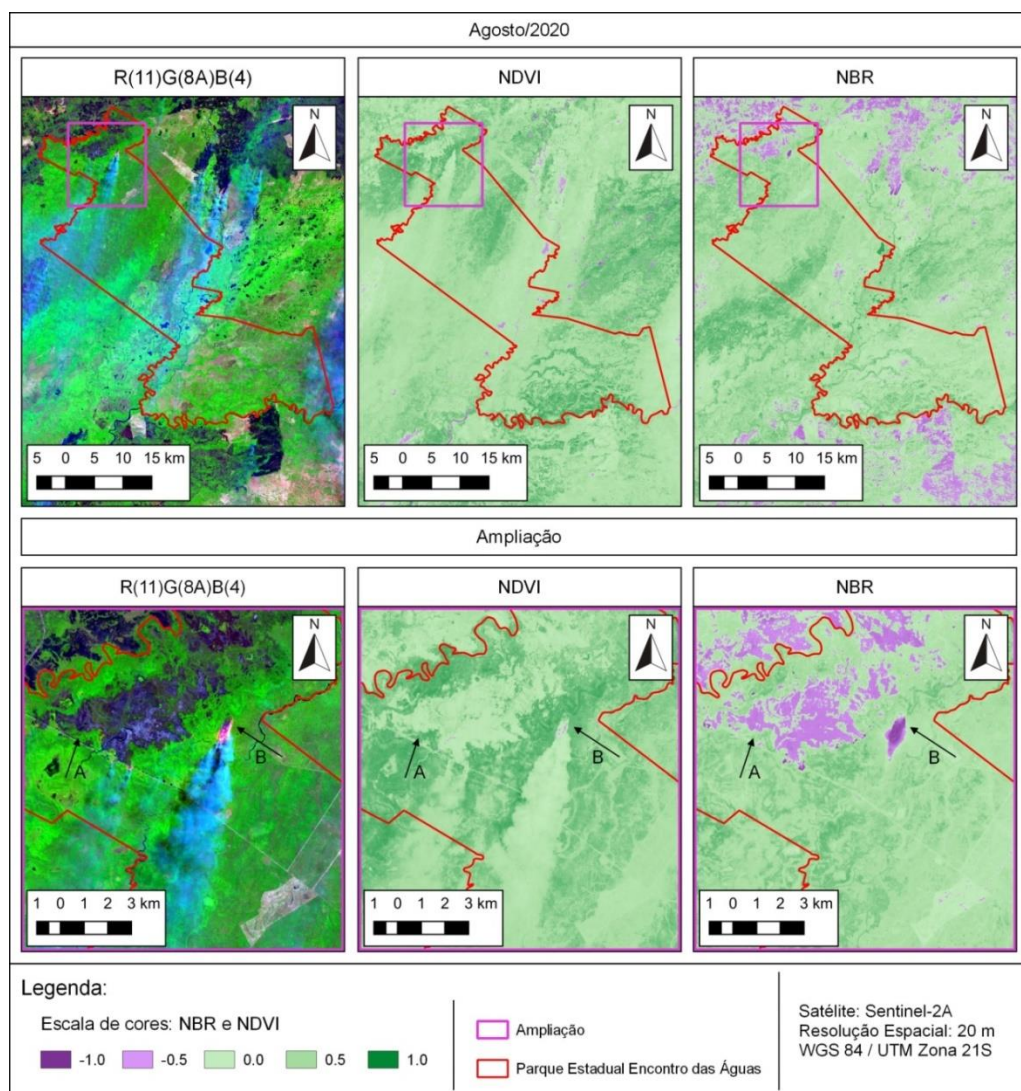 Agosto/2020
R(11)G(8A)B(4)
NDVI
NBR
N
N
N
5 0 5 10 15 km
5 0 5 10 15 km
5 0 5 10 15 km
Ampliação
R(11)G(8A)B(4)
NDVI
NBR
N
N
N
A
B
A
B
A
B
1 0 1 2 3 km
1 0 1 2 3 km
1 0 1 2 3 km
Legenda:
Escala de cores: NBR e NDVI
-1.0 -0.5 0.0 0.5 1.0
Ampliação
Parque Estadual Encontro das Águas
Satélite: Sentinel-2A
Resolução Espacial: 20 m
WGS 84 / UTM Zona 21S